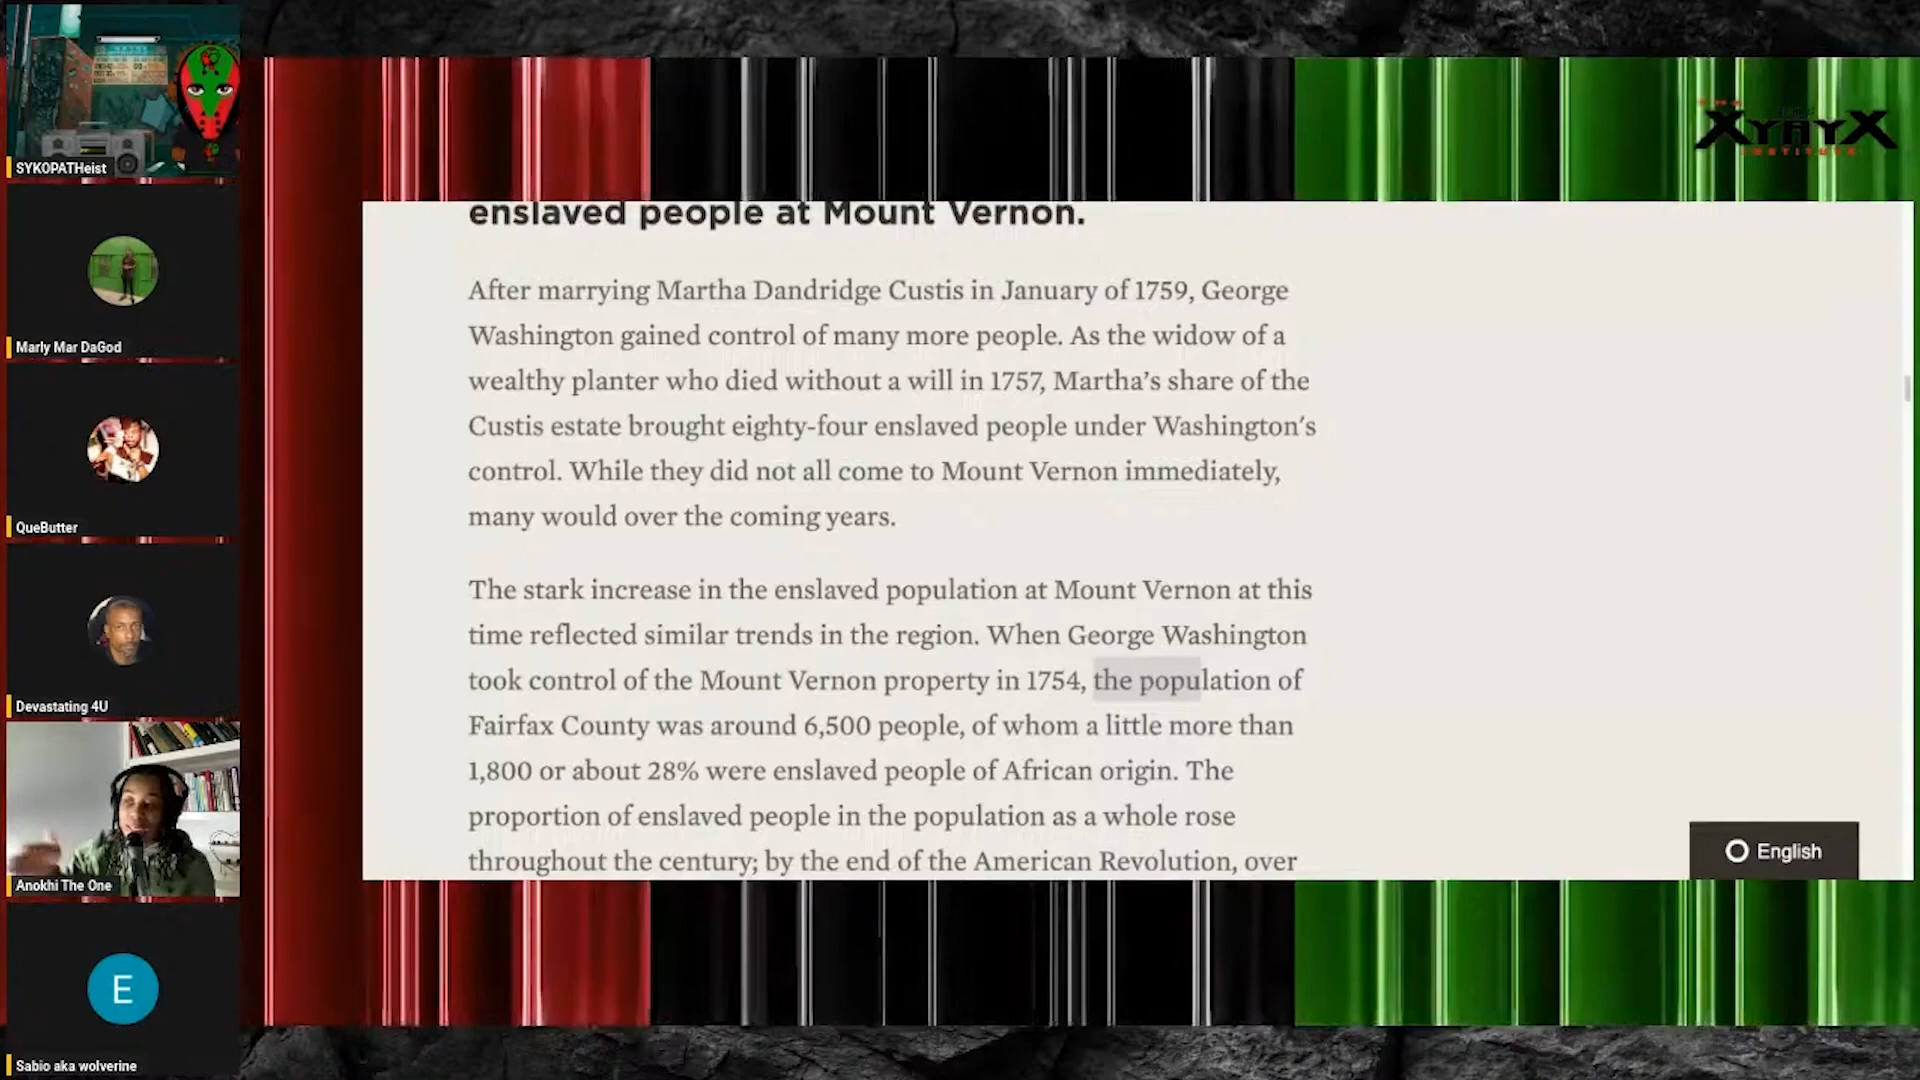 SYKOPATHeist
Marly Mar DaGod
QueButter
Devastating 4U
Anokhi The One
E
Sabio aka wolverine
THE
XYAYX
INSTITUTE
enslaved people at Mount Vernon.
After marrying Martha Dandridge Custis in January of 1759, George
Washington gained control of many more people. As the widow of a
wealthy planter who died without a will in 1757, Martha’s share of the
Custis estate brought eighty-four enslaved people under Washington’s
control. While they did not all come to Mount Vernon immediately,
many would over the coming years.
The stark increase in the enslaved population at Mount Vernon at this
time reflected similar trends in the region. When George Washington
took control of the Mount Vernon property in 1754, the population of
Fairfax County was around 6,500 people, of whom a little more than
1,800 or about 28% were enslaved people of African origin. The
proportion of enslaved people in the population as a whole rose
throughout the century; by the end of the American Revolution, over
English